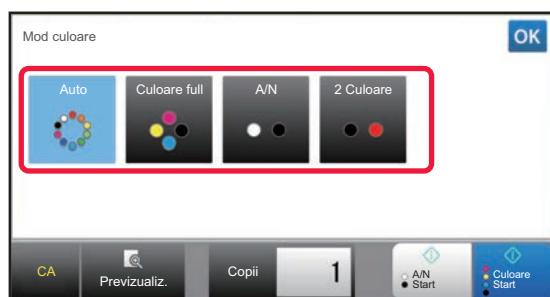 Mod culoare
OK
Auto
Culoare full
A/N
2 Culoare
CA
Previzualiz.
Copii
1
A/N
Start
Culoare
Start